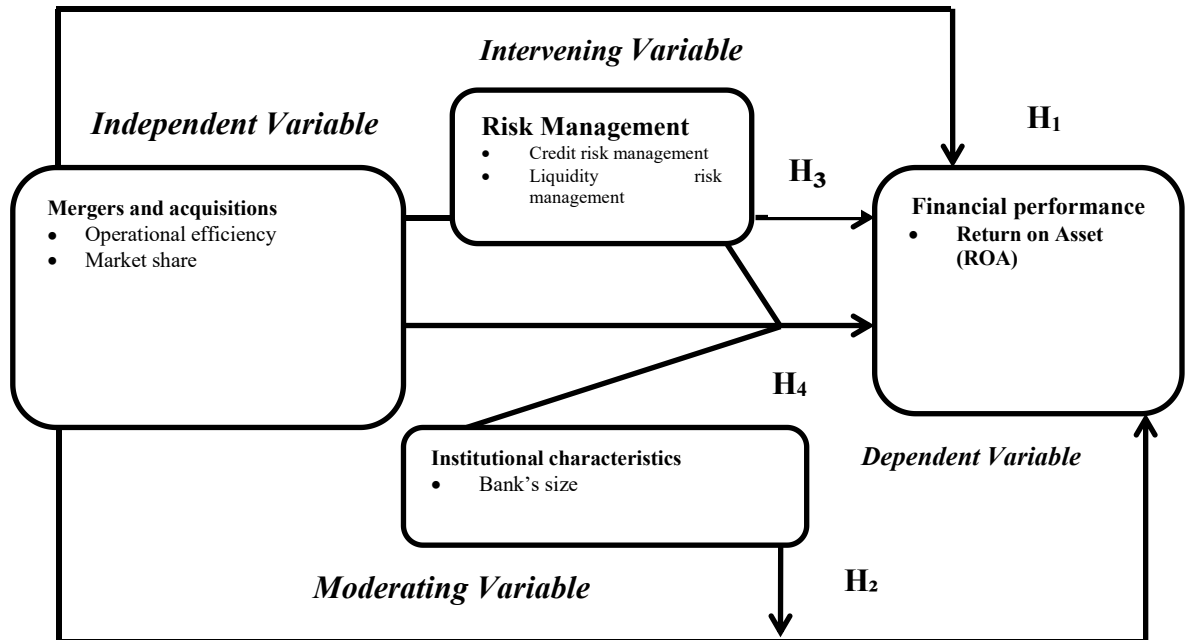 Intervening Variable
Independent Variable
H₁
Risk Management
• Credit risk management
• Liquidity risk
management
H₃
Mergers and acquisitions
• Operational efficiency
• Market share
Financial performance
• Return on Asset
(ROA)
H₄
Institutional characteristics
• Bank’s size
Dependent Variable
Moderating Variable
H₂